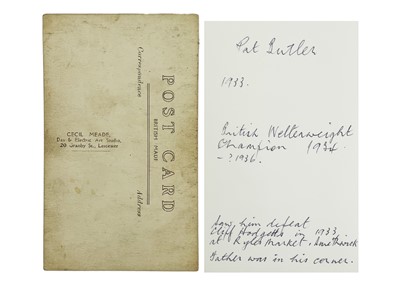 CECIL MEADE,
Day & Electric Art Studio,
20 Granby St., Leicester
Correspondence
POST CARD
BRITISH MADE
Address
Pat Butler
1933.
British Welterweight
Champion 1934
- ? 1936.
Saw him defeat
Cliff Hodgetts in 1933
at Market,
Father was in his corner.